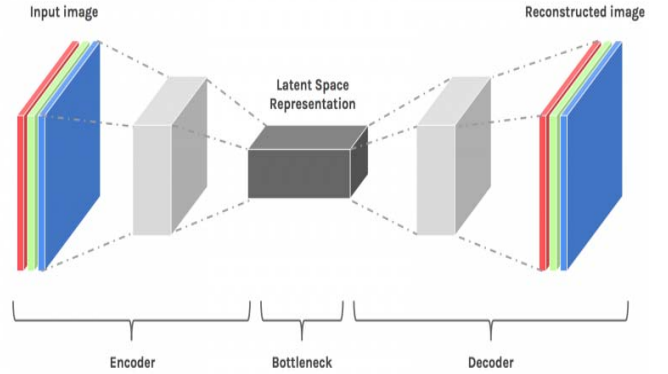 Input image
Reconstructed image
Latent Space
Representation
Encoder
Bottleneck
Decoder